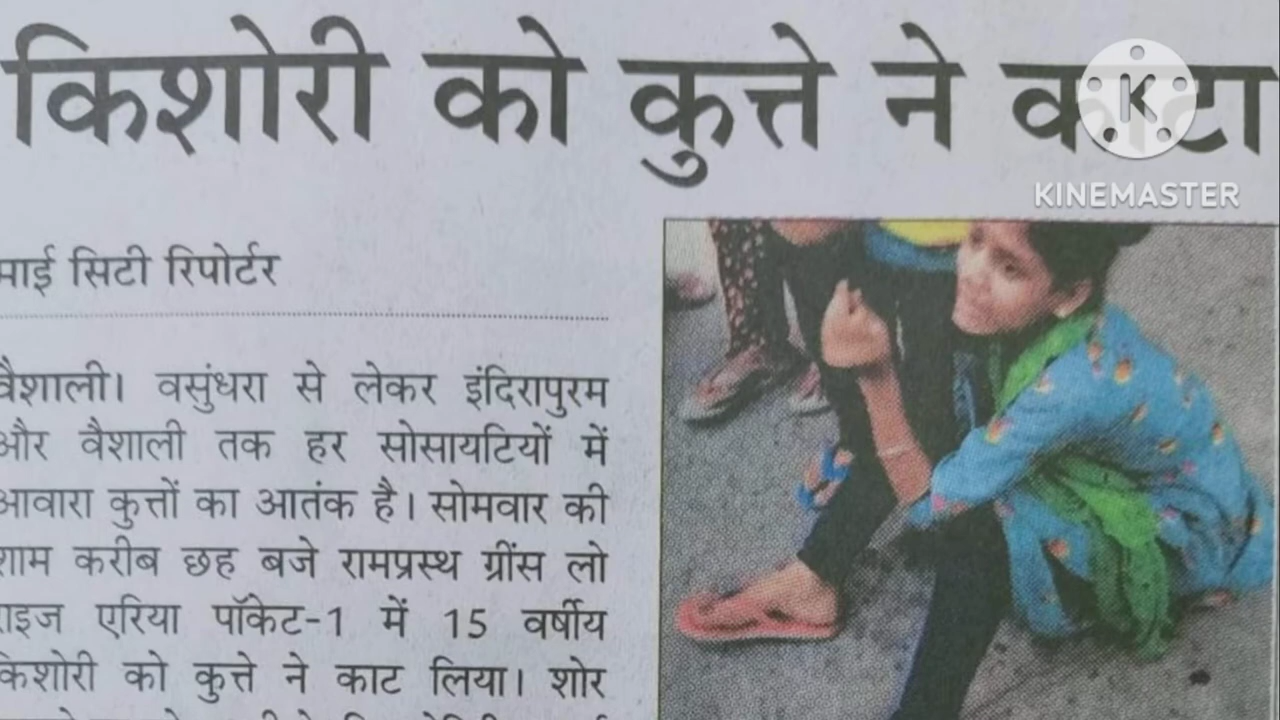 किशोरी को कुत्ते ने काटा
KINEMASTER
माई सिटी रिपोर्टर
वैशाली। वसुंधरा से लेकर इंदिरापुरम
और वैशाली तक हर सोसायटियों में
आवारा कुत्तों का आतंक है। सोमवार की
शाम करीब छह बजे रामप्रस्थ ग्रींस लो
राइज एरिया पॉकेट-1 में 15 वर्षीय
किशोरी को कुत्ते ने काट लिया। शोर